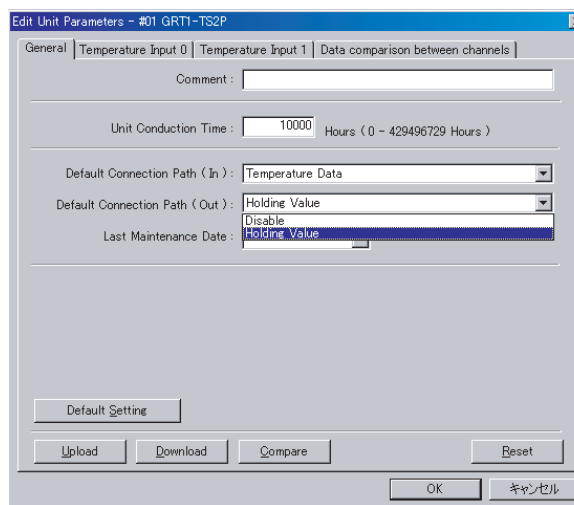 Edit Unit Parameters - #01 GRT1-TS2P
General Temperature Input 0 Temperature Input 1 Data comparison between channels
Comment :
Unit Conduction Time : 10000 Hours ( 0 - 429496729 Hours )
Default Connection Path ( In ) : Temperature Data
Default Connection Path ( Out ) : Holding Value
Disable
Holding Value
Last Maintenance Date :
Default Setting
Upload Download Compare Reset
OK キャンセル